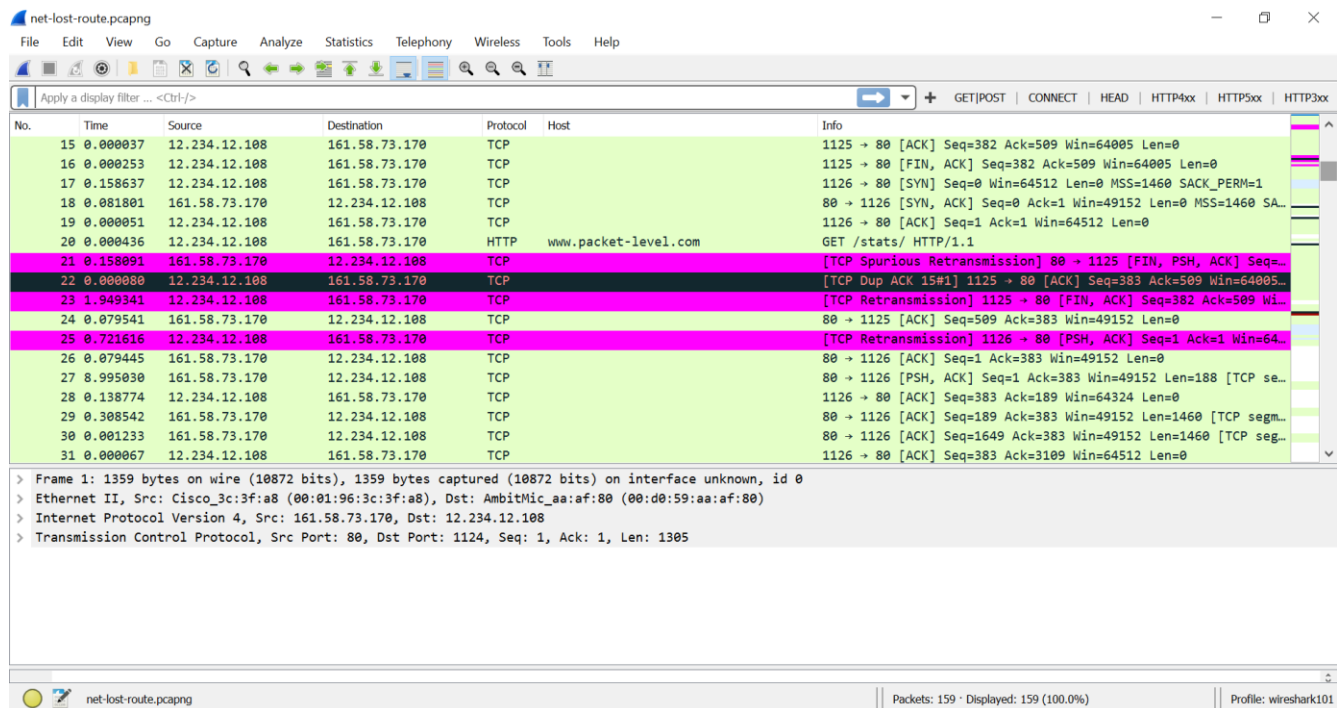 net-lost-route.pcapng
File Edit View Go Capture Analyze Statistics Telephony Wireless Tools Help
Apply a display filter ... <Ctrl-/> GET|POST | CONNECT | HEAD | HTTP4xx | HTTP5xx | HTTP3xx
No. Time Source Destination Protocol Host Info
15 0.000037 12.234.12.108 161.58.73.170 TCP 1125 → 80 [ACK] Seq=382 Ack=509 Win=64005 Len=0
16 0.000253 12.234.12.108 161.58.73.170 TCP 1125 → 80 [FIN, ACK] Seq=382 Ack=509 Win=64005 Len=0
17 0.158637 12.234.12.108 161.58.73.170 TCP 1126 → 80 [SYN] Seq=0 Win=64512 Len=0 MSS=1460 SACK_PERM=1
18 0.081801 161.58.73.170 12.234.12.108 TCP 80 → 1126 [SYN, ACK] Seq=0 Ack=1 Win=49152 Len=0 MSS=1460 SA…
19 0.000051 12.234.12.108 161.58.73.170 TCP 1126 → 80 [ACK] Seq=1 Ack=1 Win=64512 Len=0
20 0.000436 12.234.12.108 161.58.73.170 HTTP www.packet-level.com GET /stats/ HTTP/1.1
21 0.158091 161.58.73.170 12.234.12.108 TCP [TCP Spurious Retransmission] 80 → 1125 [FIN, PSH, ACK] Seq=…
22 0.000080 12.234.12.108 161.58.73.170 TCP [TCP Dup ACK 15#1] 1125 → 80 [ACK] Seq=383 Ack=509 Win=64005…
23 1.949341 12.234.12.108 161.58.73.170 TCP [TCP Retransmission] 1125 → 80 [FIN, ACK] Seq=382 Ack=509 Wi…
24 0.079541 161.58.73.170 12.234.12.108 TCP 80 → 1125 [ACK] Seq=509 Ack=383 Win=49152 Len=0
25 0.721616 12.234.12.108 161.58.73.170 TCP [TCP Retransmission] 1126 → 80 [PSH, ACK] Seq=1 Ack=1 Win=64…
26 0.079445 161.58.73.170 12.234.12.108 TCP 80 → 1126 [ACK] Seq=1 Ack=383 Win=49152 Len=0
27 8.995030 161.58.73.170 12.234.12.108 TCP 80 → 1126 [PSH, ACK] Seq=1 Ack=383 Win=49152 Len=188 [TCP se…
28 0.138774 12.234.12.108 161.58.73.170 TCP 1126 → 80 [ACK] Seq=383 Ack=189 Win=64324 Len=0
29 0.308542 161.58.73.170 12.234.12.108 TCP 80 → 1126 [ACK] Seq=189 Ack=383 Win=49152 Len=1460 [TCP segm…
30 0.001233 161.58.73.170 12.234.12.108 TCP 80 → 1126 [ACK] Seq=1649 Ack=383 Win=49152 Len=1460 [TCP seg…
31 0.000067 12.234.12.108 161.58.73.170 TCP 1126 → 80 [ACK] Seq=383 Ack=3109 Win=64512 Len=0
> Frame 1: 1359 bytes on wire (10872 bits), 1359 bytes captured (10872 bits) on interface unknown, id 0
> Ethernet II, Src: Cisco_3c:3f:a8 (00:01:96:3c:3f:a8), Dst: AmbitMic_aa:af:80 (00:d0:59:aa:af:80)
> Internet Protocol Version 4, Src: 161.58.73.170, Dst: 12.234.12.108
> Transmission Control Protocol, Src Port: 80, Dst Port: 1124, Seq: 1, Ack: 1, Len: 1305
net-lost-route.pcapng Packets: 159 · Displayed: 159 (100.0%) Profile: wireshark101